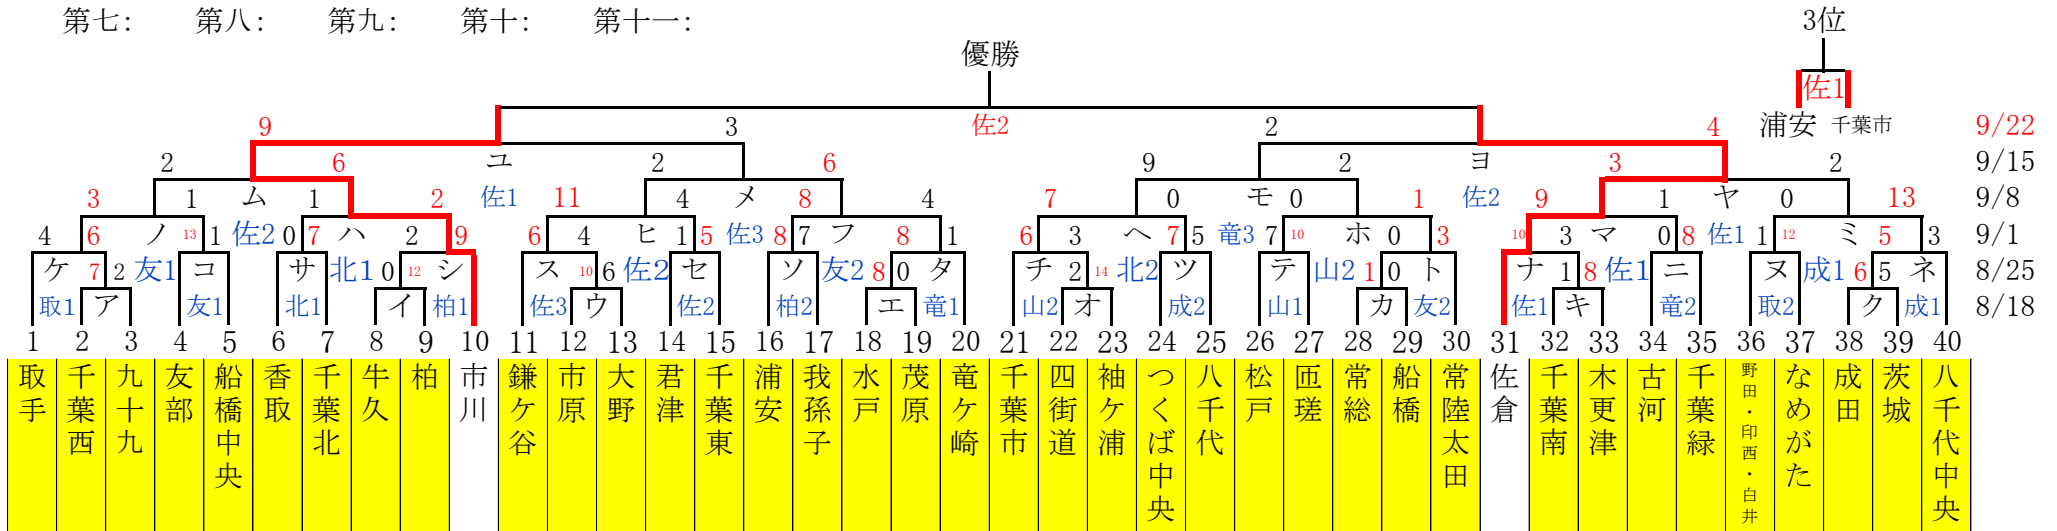 第七: 第八: 第九: 第十: 第十一: 3位
優勝
佐1
9 3 佐2 2 4 浦安 千葉市 9/22
2 6 ユ 2 6 9 2 ヨ 3 2 9/15
3 1 ム 1 2 佐1 11 4 メ 8 4 7 0 モ 0 1 佐2 9 1 ヤ 0 13 9/8
4 6 ノ 13 1 佐2 0 7 ハ 2 9 6 4 ヒ 1 5 佐3 8 7 フ 8 1 6 3 ヘ 7 5 竜3 7 10 ホ 0 3 10 3 マ 0 8 佐1 1 12 ミ 5 3 9/1
ケ 7 2 友1 コ サ 北1 0 12 シ ス 10 6 佐2 セ ソ 友2 8 0 タ チ 2 14 北2 ツ テ 山2 1 0 ト ナ 1 8 佐1 ニ ヌ 成1 6 5 ネ 8/25
取1 ア 友1 北1 イ 柏1 佐3 ウ 佐2 柏2 エ 竜1 山2 オ 成2 山1 カ 友2 佐1 キ 竜2 取2 ク 成1 8/18
1 2 3 4 5 6 7 8 9 10 11 12 13 14 15 16 17 18 19 20 21 22 23 24 25 26 27 28 29 30 31 32 33 34 35 36 37 38 39 40
取手
千葉西
九十九
友部
船橋中央
香取
千葉北
牛久
柏
市川
鎌ケ谷
市原
大野
君津
千葉東
浦安
我孫子
水戸
茂原
竜ケ崎
千葉市
四街道
袖ケ浦
つくば中央
八千代
松戸
匝瑳
常総
船橋
常陸太田
佐倉
千葉南
木更津
古河
千葉緑
野田・印西・白井
なめがた
成田
茨城
八千代中央